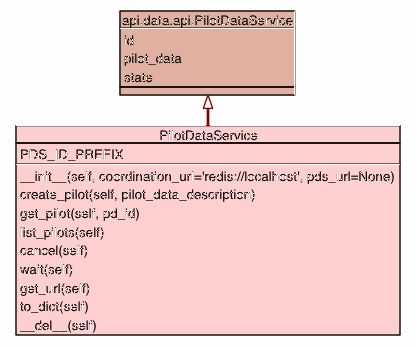 api.data.api.PilotDataService
id
pilot_data
state
PilotDataService
PDS_ID_PREFIX
__init__(self, coordination_url='redis://localhost', pds_url=None)
create_pilot(self, pilot_data_description)
get_pilot(self, pd_id)
list_pilots(self)
cancel(self)
wait(self)
get_url(self)
to_dict(self)
__del__(self)